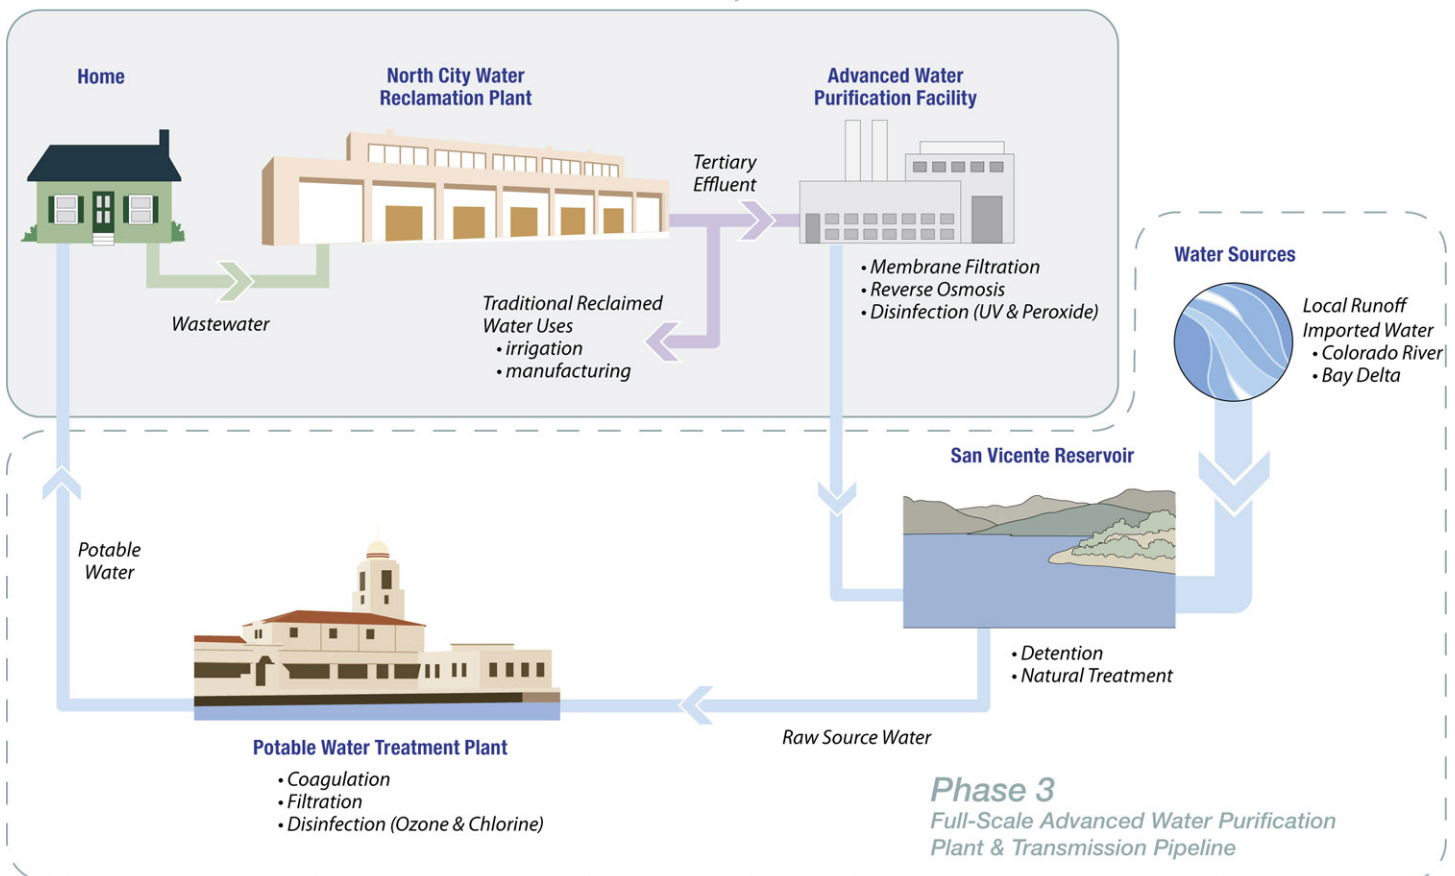 Home
North City Water
Reclamation Plant
Advanced Water
Purification Facility
Tertiary
Effluent
Wastewater
Traditional Reclaimed
Water Uses
• irrigation
• manufacturing
• Membrane Filtration
• Reverse Osmosis
• Disinfection (UV & Peroxide)
Water Sources
Local Runoff
Imported Water
• Colorado River
• Bay Delta
San Vicente Reservoir
• Detention
• Natural Treatment
Potable
Water
Raw Source Water
Potable Water Treatment Plant
• Coagulation
• Filtration
• Disinfection (Ozone & Chlorine)
Phase 3
Full-Scale Advanced Water Purification
Plant & Transmission Pipeline